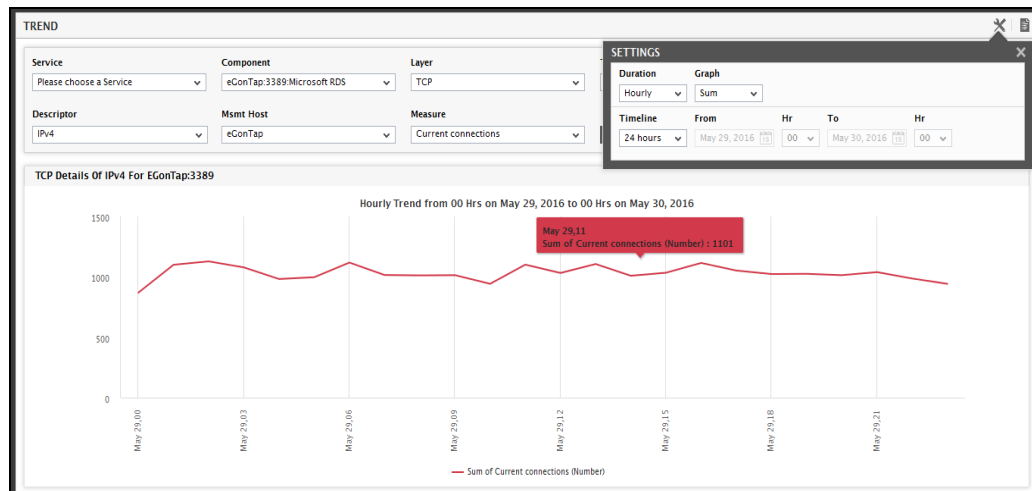 TREND
Service Component Layer
Please choose a Service eGonTap:3389:Microsoft RDS TCP
Descriptor Msmt Host Measure
IPv4 eGonTap Current connections
SETTINGS
Duration Graph
Hourly Sum
Timeline From Hr To Hr
24 hours May 29, 2016 00 May 30, 2016 00
TCP Details Of IPv4 For EGonTap:3389
Hourly Trend from 00 Hrs on May 29, 2016 to 00 Hrs on May 30, 2016
May 29,11
Sum of Current connections (Number) : 1101
1500
1000
500
0
May 29,00 May 29,03 May 29,06 May 29,09 May 29,12 May 29,15 May 29,18 May 29,21
Sum of Current connections (Number)